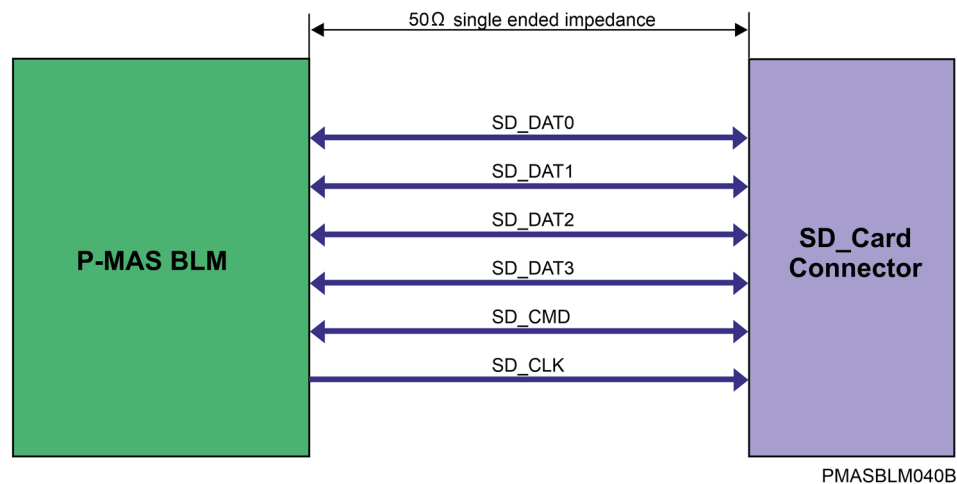 50Ω single ended impedance
SD_DAT0
SD_DAT1
SD_DAT2
SD_DAT3
SD_CMD
SD_CLK
P-MAS BLM
SD_Card
Connector
PMASBLM040B